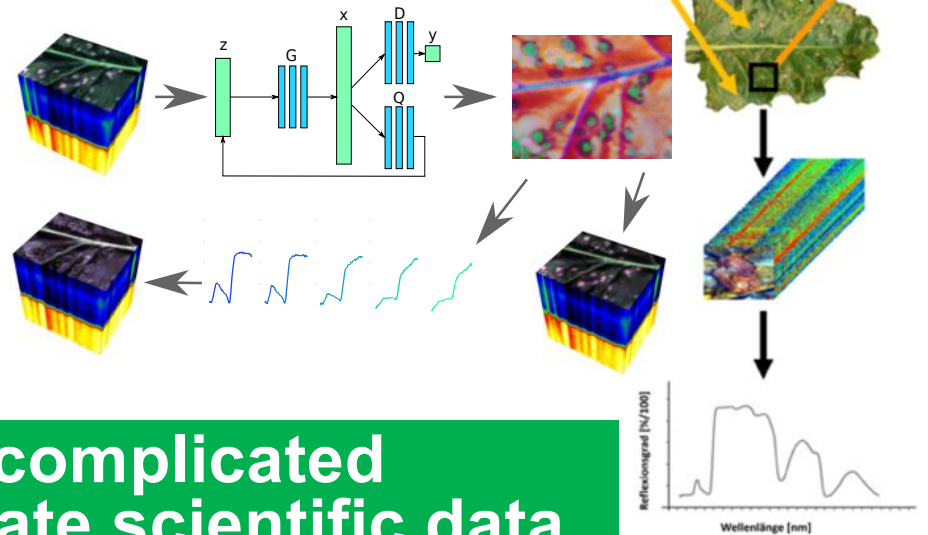 z
G
x
D
y
Q
Reflexionsgrad [%/100]
Wellenlänge [nm]
complicated
ate scientific data